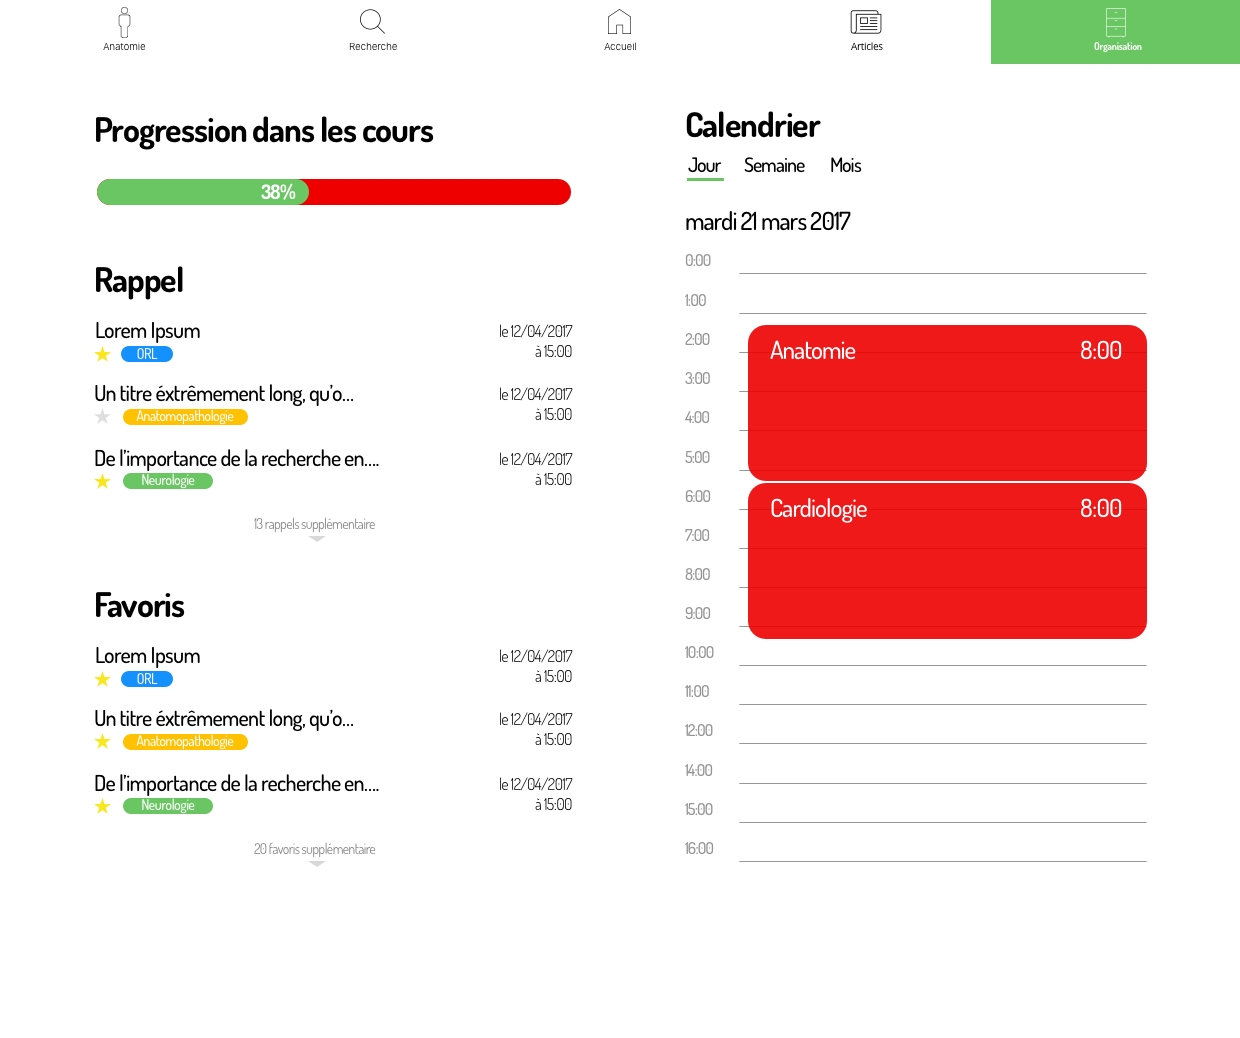 Anatomie
Recherche
Accueil
Articles
Organisation
Progression dans les cours
38%
Rappel
Lorem Ipsum
le 12/04/2017
ORL
à 15:00
Un titre éxtrêmement long, qu'o...
le 12/04/2017
Anatomopathologie
à 15:00
De l'importance de la recherche en....
le 12/04/2017
Neurologie
à 15:00
13 rappels supplémentaire
Favoris
Lorem Ipsum
le 12/04/2017
ORL
à 15:00
Un titre éxtrêmement long, qu'o...
le 12/04/2017
Anatomopathologie
à 15:00
De l'importance de la recherche en....
le 12/04/2017
Neurologie
à 15:00
20 favoris supplémentaire
Calendrier
Jour Semaine Mois
mardi 21 mars 2017
0:00
1:00
2:00
Anatomie 8:00
3:00
4:00
5:00
6:00
Cardiologie 8:00
7:00
8:00
9:00
10:00
11:00
12:00
14:00
15:00
16:00